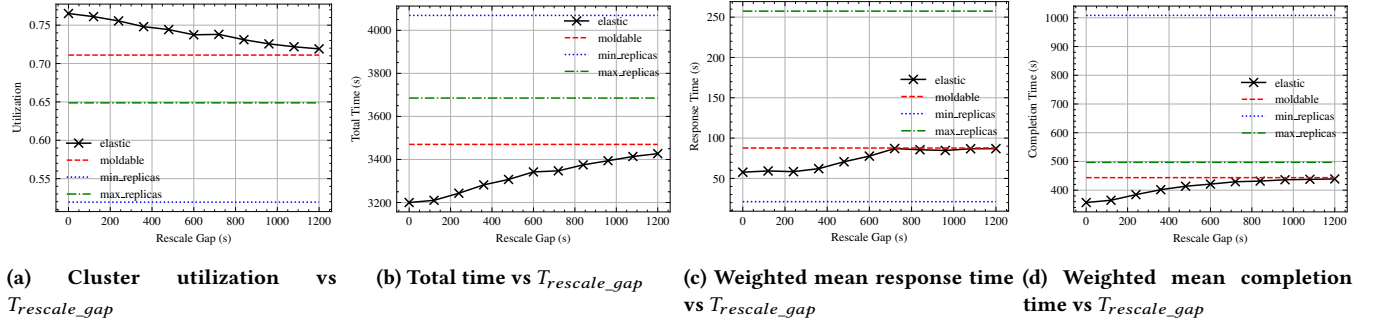 0.75
0.70
0.65
0.60
0.55
Utilization
elastic
moldable
min_replicas
max_replicas
0 200 400 600 800 1000 1200
Rescale Gap (s)
(a) Cluster utilization vs
T_rescale_gap
4000
3800
3600
3400
3200
Total Time (s)
elastic
moldable
min_replicas
max_replicas
0 200 400 600 800 1000 1200
Rescale Gap (s)
(b) Total time vs T_rescale_gap
250
200
150
100
50
Response Time (s)
elastic
moldable
min_replicas
max_replicas
0 200 400 600 800 1000 1200
Rescale Gap (s)
(c) Weighted mean response time
vs T_rescale_gap
1000
900
800
700
600
500
400
Completion Time (s)
elastic
moldable
min_replicas
max_replicas
0 200 400 600 800 1000 1200
Rescale Gap (s)
(d) Weighted mean completion
time vs T_rescale_gap